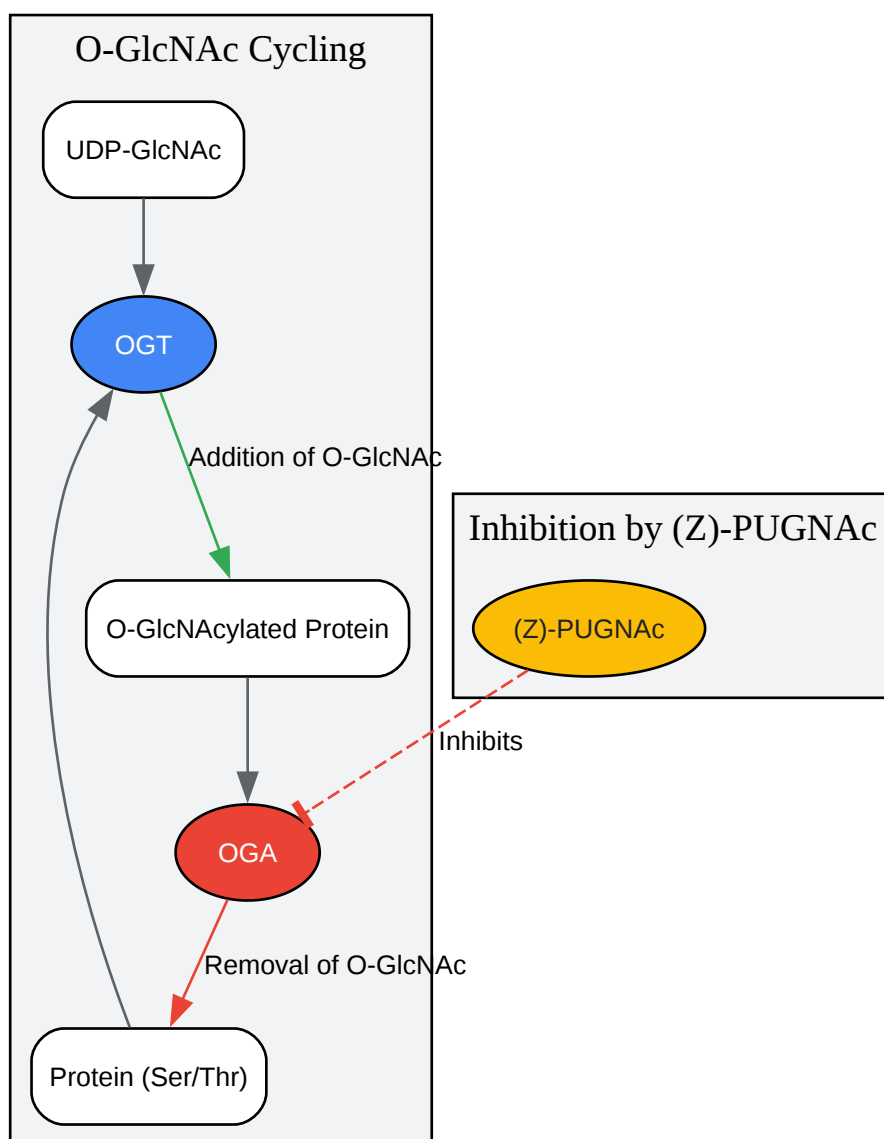 O-GlcNAc Cycling
UDP-GlcNAc
OGT
Addition of O-GlcNAc
Inhibition by (Z)-PUGNAc
O-GlcNAcylated Protein
(Z)-PUGNAc
Inhibits
OGA
Removal of O-GlcNAc
Protein (Ser/Thr)